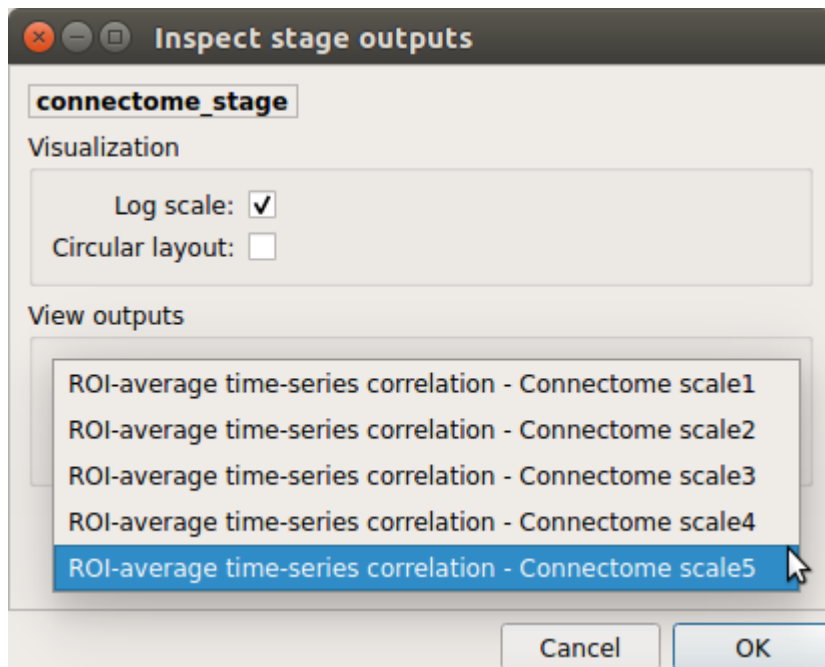 Inspect stage outputs
connectome_stage
Visualization
Log scale:
Circular layout:
View outputs
ROI-average time-series correlation - Connectome scale1
ROI-average time-series correlation - Connectome scale2
ROI-average time-series correlation - Connectome scale3
ROI-average time-series correlation - Connectome scale4
ROI-average time-series correlation - Connectome scale5
Cancel OK